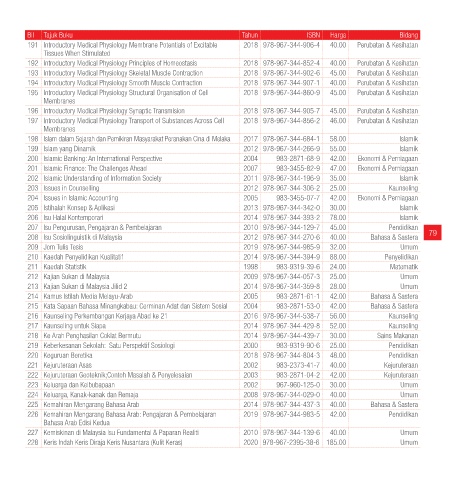 Bil Tajuk Buku Tahun ISBN Harga Bidang
191 Introductory Medical Physiology Membrane Potentials of Excitable 2018 978-967-344-906-4 40.00 Perubatan & Kesihatan
Tissues When Stimulated
192 Introductory Medical Physiology Principles of Homeostasis 2018 978-967-344-852-4 40.00 Perubatan & Kesihatan
193 Introductory Medical Physiology Skeletal Muscle Contraction 2018 978-967-344-902-6 45.00 Perubatan & Kesihatan
194 Introductory Medical Physiology Smooth Muscle Contraction 2018 978-967-344-907-1 40.00 Perubatan & Kesihatan
195 Introductory Medical Physiology Structural Organisation of Cell 2018 978-967-344-860-9 45.00 Perubatan & Kesihatan
Membranes
196 Introductory Medical Physiology Synaptic Transmision 2018 978-967-344-905-7 45.00 Perubatan & Kesihatan
197 Introductory Medical Physiology Transport of Substances Across Cell 2018 978-967-344-856-2 46.00 Perubatan & Kesihatan
Membranes
198 Islam dalam Sejarah dan Pemikiran Masyarakat Peranakan Cina di Melaka 2017 978-967-344-684-1 58.00 Islamik
199 Islam yang Dinamik 2012 978-967-344-266-9 55.00 Islamik
200 Islamic Banking: An International Perspective 2004 983-2871-68-9 42.00 Ekonomi & Perniagaan
201 Islamic Finance: The Challenges Ahead 2007 983-3455-82-9 47.00 Ekonomi & Perniagaan
202 Islamic Understanding of Information Society 2011 978-967-344-196-9 35.00 Islamik
203 Issues in Counselling 2012 978-967-344-306-2 25.00 Kaunseling
204 Issues in Islamic Accounting 2005 983-3455-07-7 42.00 Ekonomi & Perniagaan
205 Istihalah Konsep & Aplikasi 2013 978-967-344-342-0 30.00 Islamik
206 Isu Halal Kontemporari 2014 978-967-344-393-2 78.00 Islamik
207 Isu Pengurusan, Pengajaran & Pembelajaran 2010 978-967-344-129-7 45.00 Pendidikan
208 Isu Sosiolinguistik di Malaysia 2012 978-967-344-270-6 40.00 Bahasa & Sastera
209 Jom Tulis Tesis 2019 978-967-344-985-9 32.00 Umum
210 Kaedah Penyelidikan Kualitatif 2014 978-967-344-394-9 88.00 Penyelidikan
211 Kaedah Statistik 1998 983-9319-39-6 24.00 Matematik
212 Kajian Sukan di Malaysia 2009 978-967-344-057-3 25.00 Umum
213 Kajian Sukan di Malaysia Jilid 2 2014 978-967-344-359-8 28.00 Umum
214 Kamus Istilah Media Melayu-Arab 2005 983-2871-61-1 42.00 Bahasa & Sastera
215 Kata Sapaan Bahasa Minangkabau: Cerminan Adat dan Sistem Sosial 2004 983-2871-53-0 42.00 Bahasa & Sastera
216 Kaunseling Perkembangan Kerjaya Abad ke 21 2016 978-967-344-538-7 56.00 Kaunseling
217 Kaunseling untuk Siapa 2014 978-967-344-429-8 52.00 Kaunseling
218 Ke Arah Penghasilan Coklat Bermutu 2014 978-967-344-439-7 30.00 Sains Makanan
219 Keberkesanan Sekolah: Satu Perspektif Sosiologi 2000 983-9319-90-6 25.00 Pendidikan
220 Keguruan Beretika 2018 978-967-344-804-3 48.00 Pendidikan
221 Kejuruteraan Asas 2002 983-2373-41-7 40.00 Kejuruteraan
222 Kejuruteraan Geoteknik;Contoh Masalah & Penyelesaian 2003 983-2871-04-2 42.00 Kejuruteraan
223 Keluarga dan Keibubapaan 2002 967-960-125-0 30.00 Umum
224 Keluarga, Kanak-kanak dan Remaja 2008 978-967-344-029-0 40.00 Umum
225 Kemahiran Mengarang Bahasa Arab 2014 978-967-344-437-3 40.00 Bahasa & Sastera
226 Kemahiran Mengarang Bahasa Arab: Pengajaran & Pembelajaran 2019 978-967-344-983-5 42.00 Pendidikan
Bahasa Arab Edisi Kedua
227 Kemiskinan di Malaysia Isu Fundamental & Paparan Realiti 2010 978-967-344-139-6 40.00 Umum
228 Keris Indah Keris Diraja Keris Nusantara (Kulit Keras) 2020 978-967-2395-38-6 185.00 Umum
79